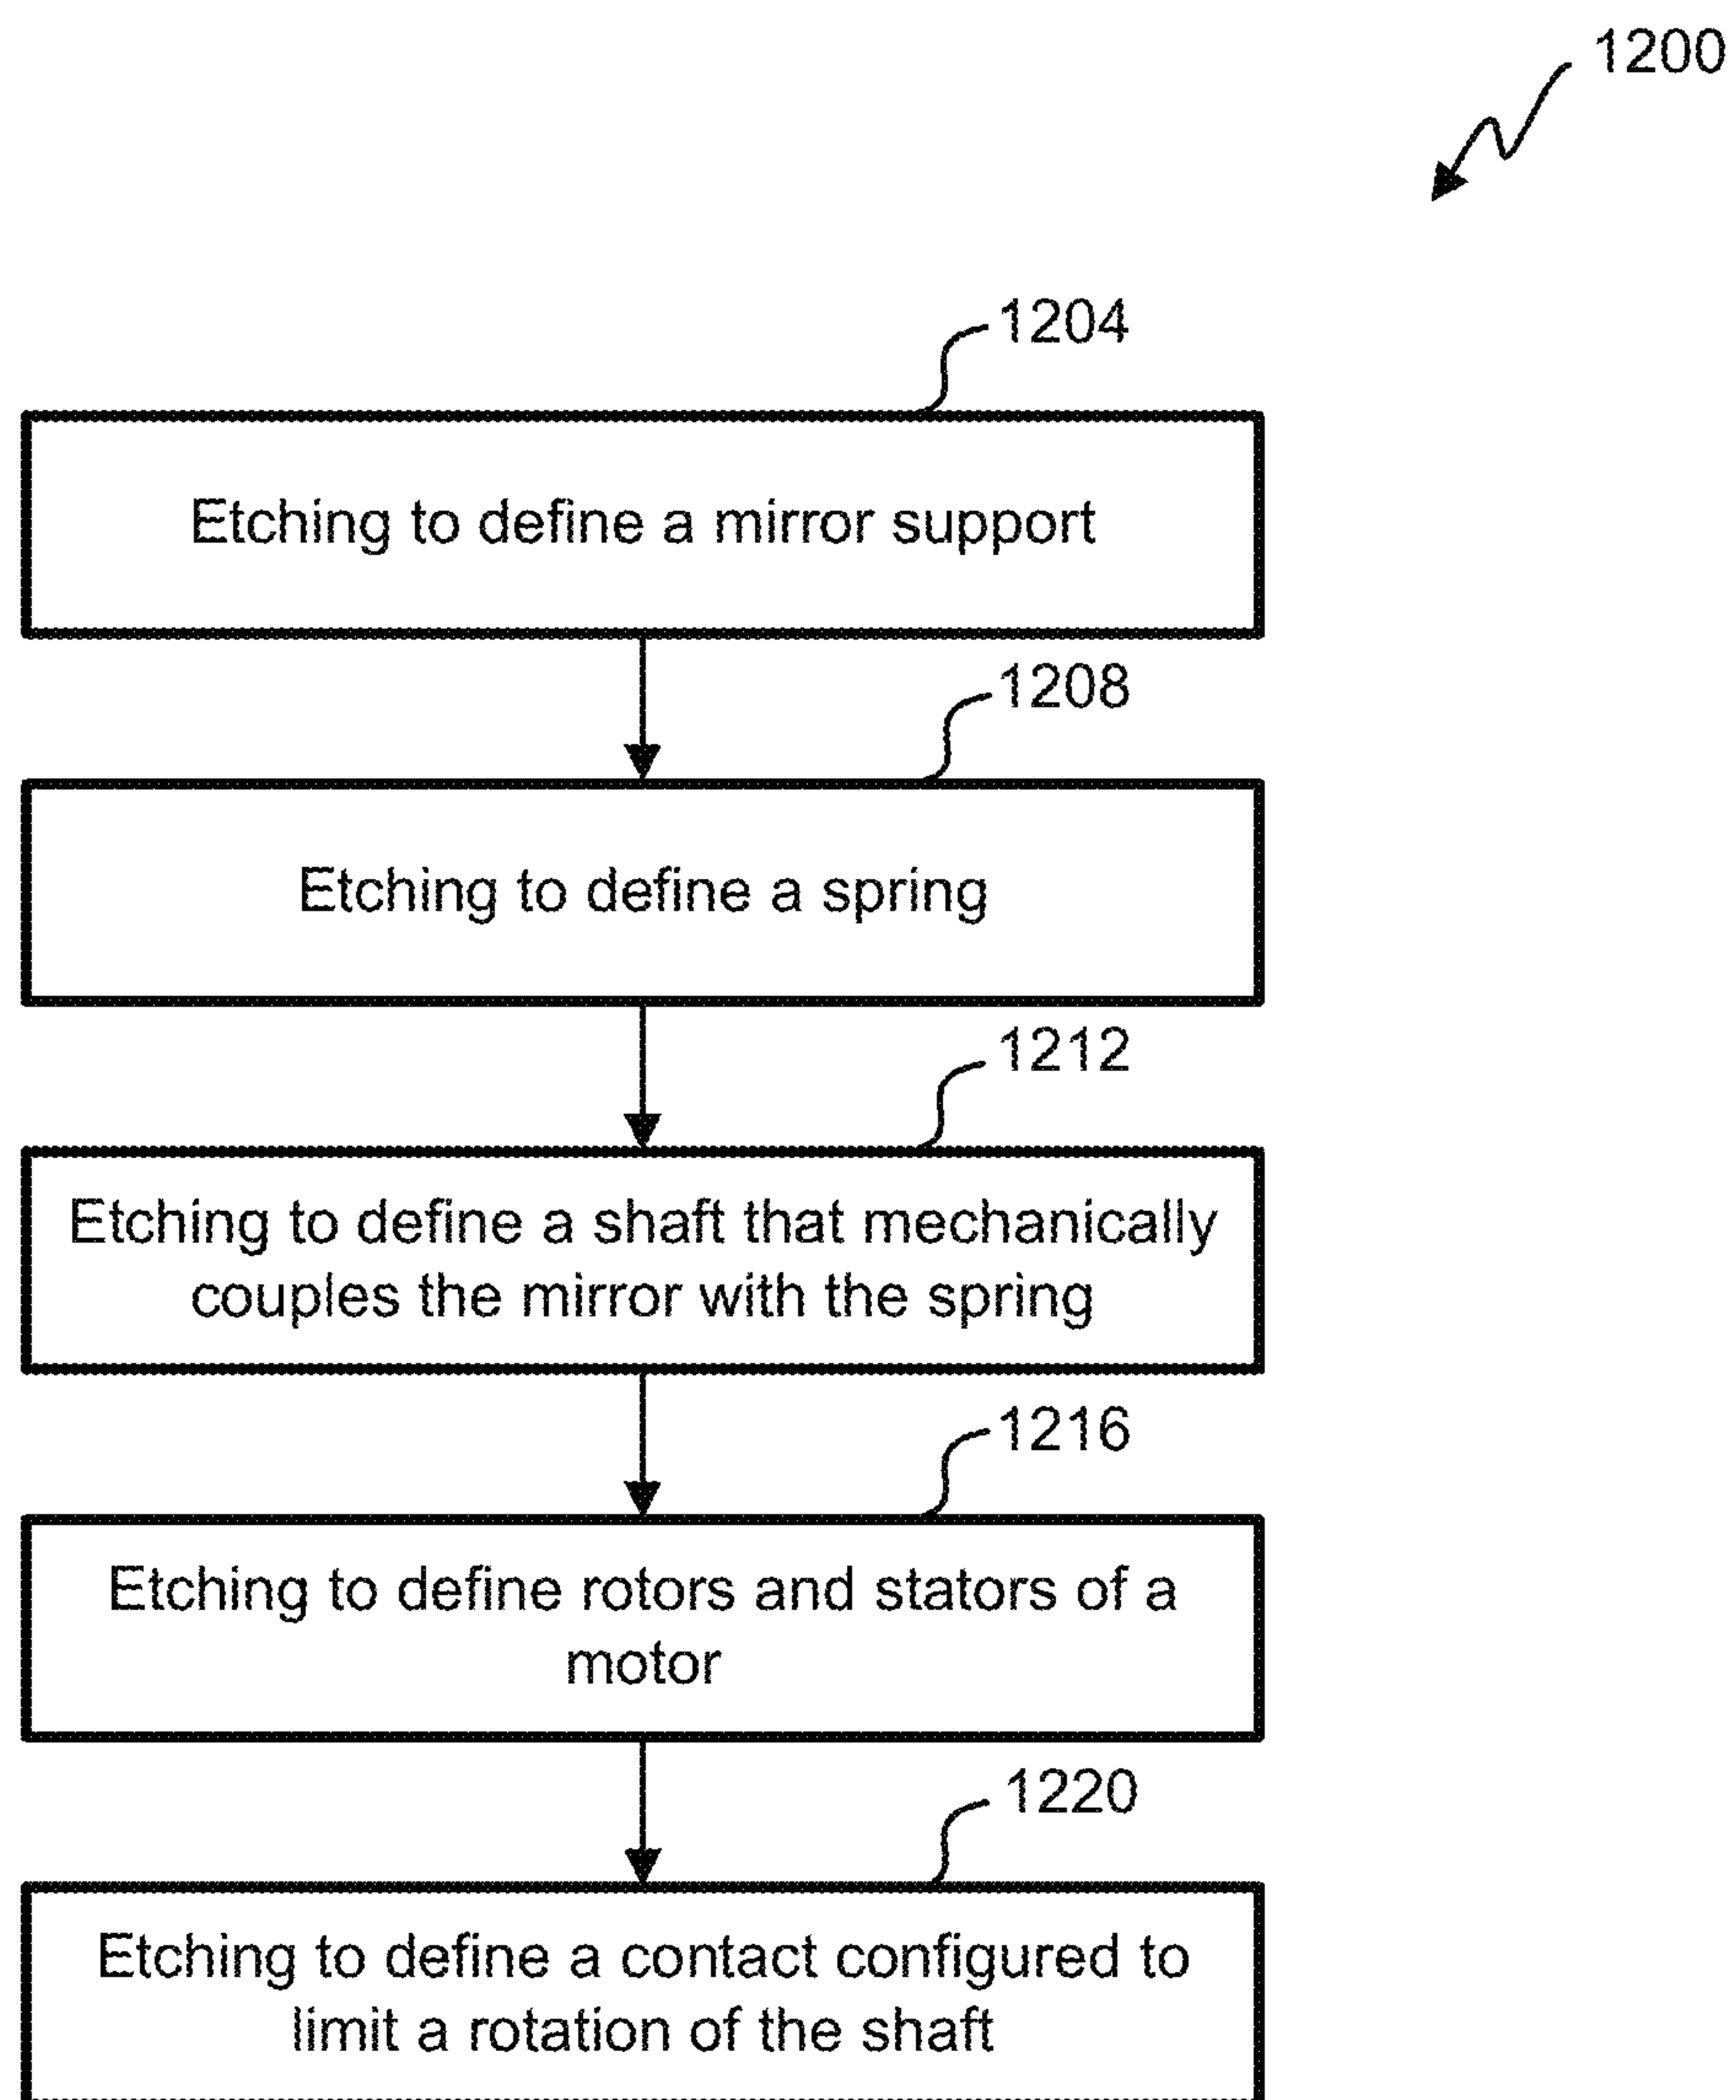 1200
1204
Etching to define a mirror support
1208
Etching to define a spring
1212
Etching to define a shaft that mechanically
couples the mirror with the spring
1216
Etching to define rotors and stators of a
motor
1220
Etching to define a contact configured to
limit a rotation of the shaft